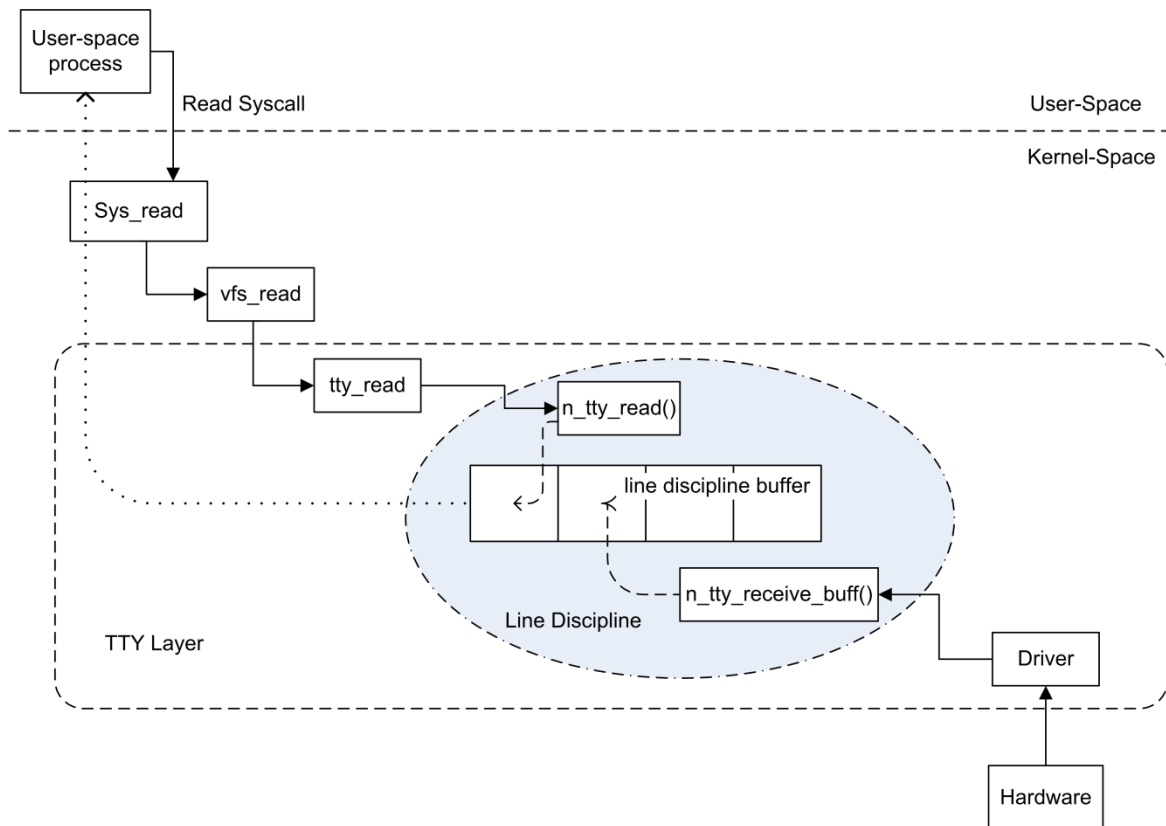 User-space
process
Read Syscall
User-Space
Kernel-Space
Sys_read
vfs_read
tty_read
n_tty_read()
line discipline buffer
n_tty_receive_buff()
Line Discipline
TTY Layer
Driver
Hardware